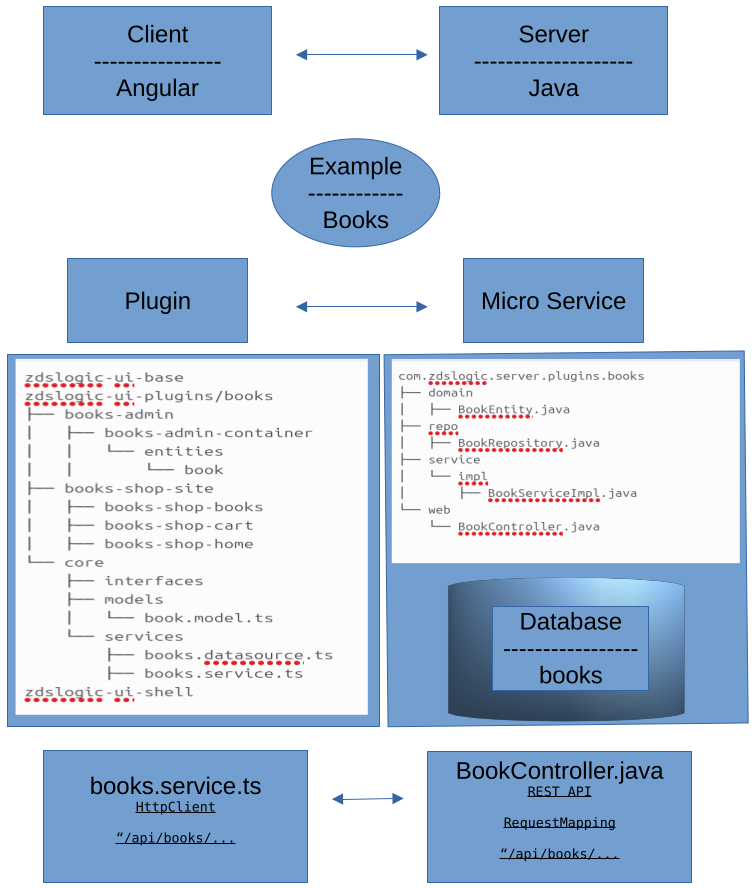 Client
----------------
Angular
Server
--------------------
Java
Example
------------
Books
Plugin
Micro Service
zdslogic-ui-base
zdslogic-ui-plugins/books
├── books-admin
│   ├── books-admin-container
│   │   └── entities
│   │       └── book
├── books-shop-site
│   ├── books-shop-books
│   ├── books-shop-cart
│   ├── books-shop-home
└── core
    ├── interfaces
    ├── models
    │   └── book.model.ts
    └── services
        ├── books.datasource.ts
        ├── books.service.ts
zdslogic-ui-shell
com.zdslogic.server.plugins.books
├── domain
│   ├── BookEntity.java
├── repo
│   ├── BookRepository.java
├── service
│   └── impl
│       ├── BookServiceImpl.java
└── web
    └── BookController.java
Database
-----------------
books
books.service.ts
HttpClient
“/api/books/...
BookController.java
REST API
RequestMapping
“/api/books/...